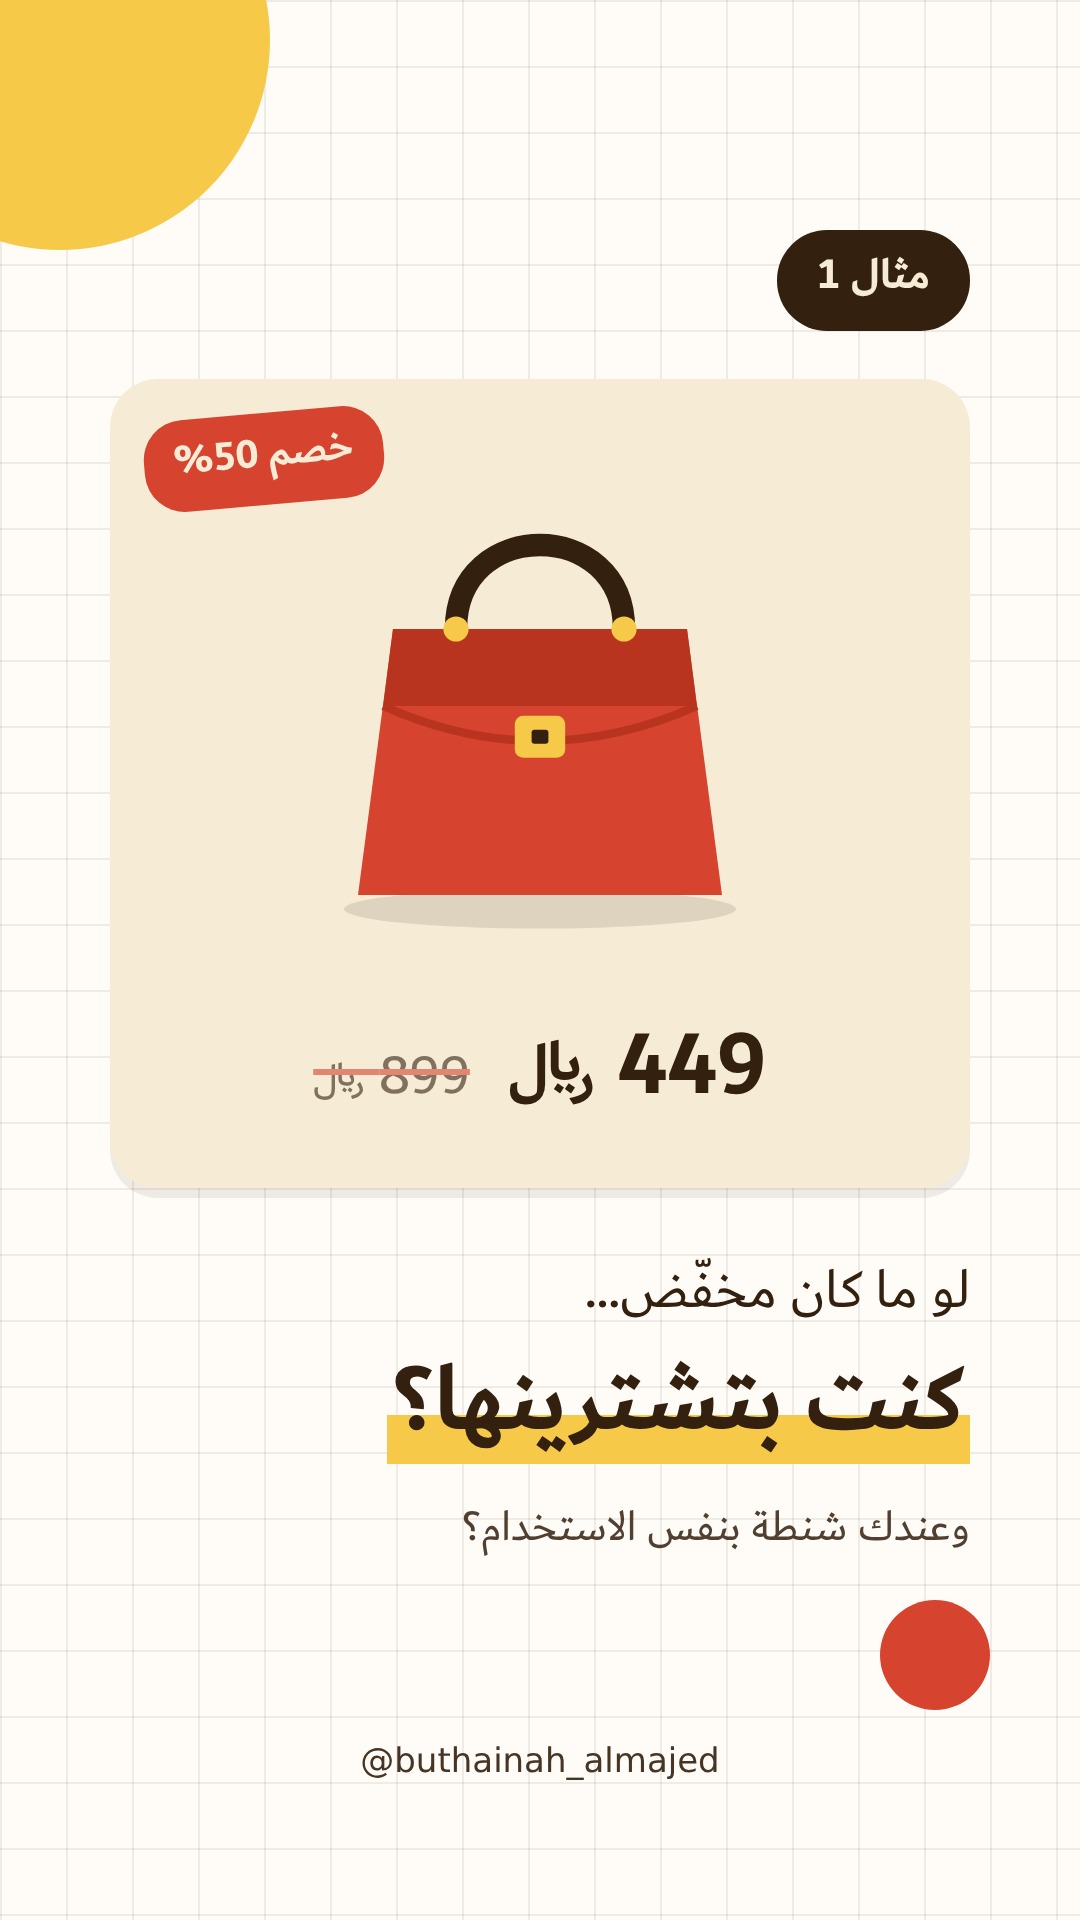 مثال 1
خصم 50%
449 ريال 899 ريال
لو ما كان مخفّض...
كنت بتشترينها؟
وعندك شنطة بنفس الاستخدام؟
@buthainah_almajed